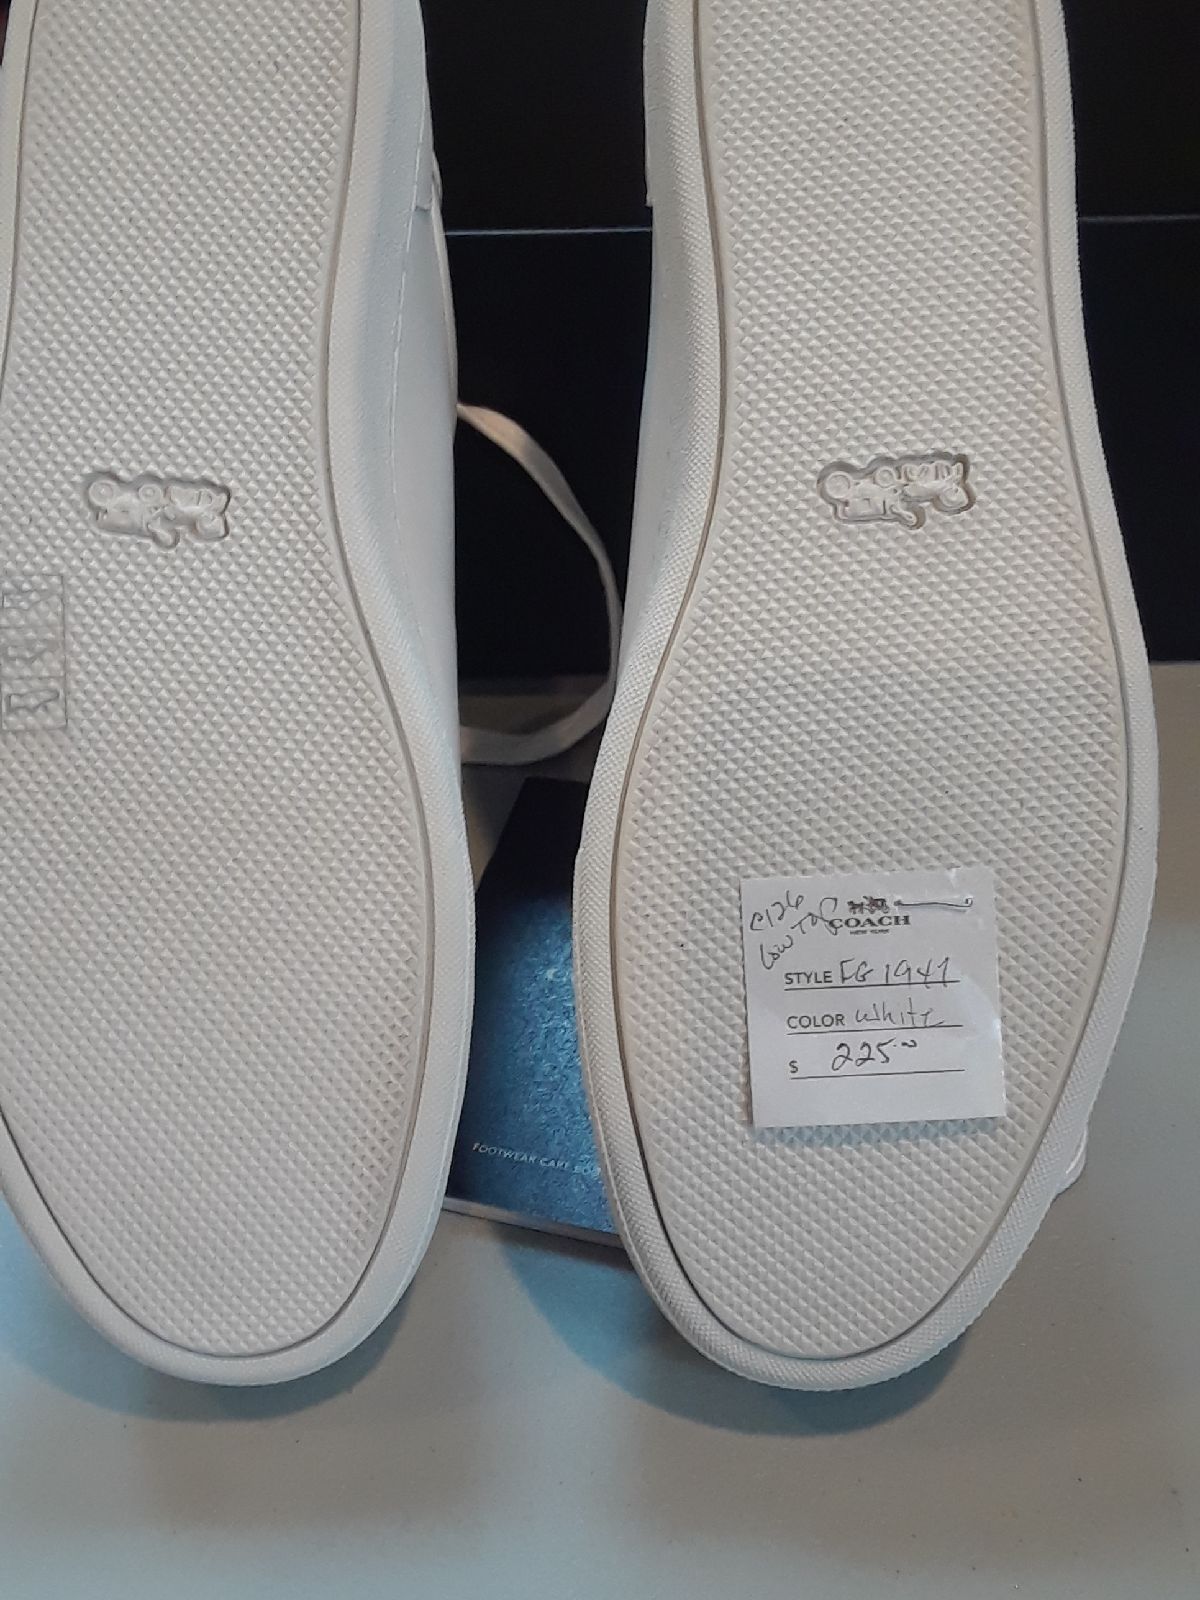 C126
Low Top
COACH
NEW YORK
STYLE FG 1947
COLOR White
$ 225.00
FOOTWEAR CARE